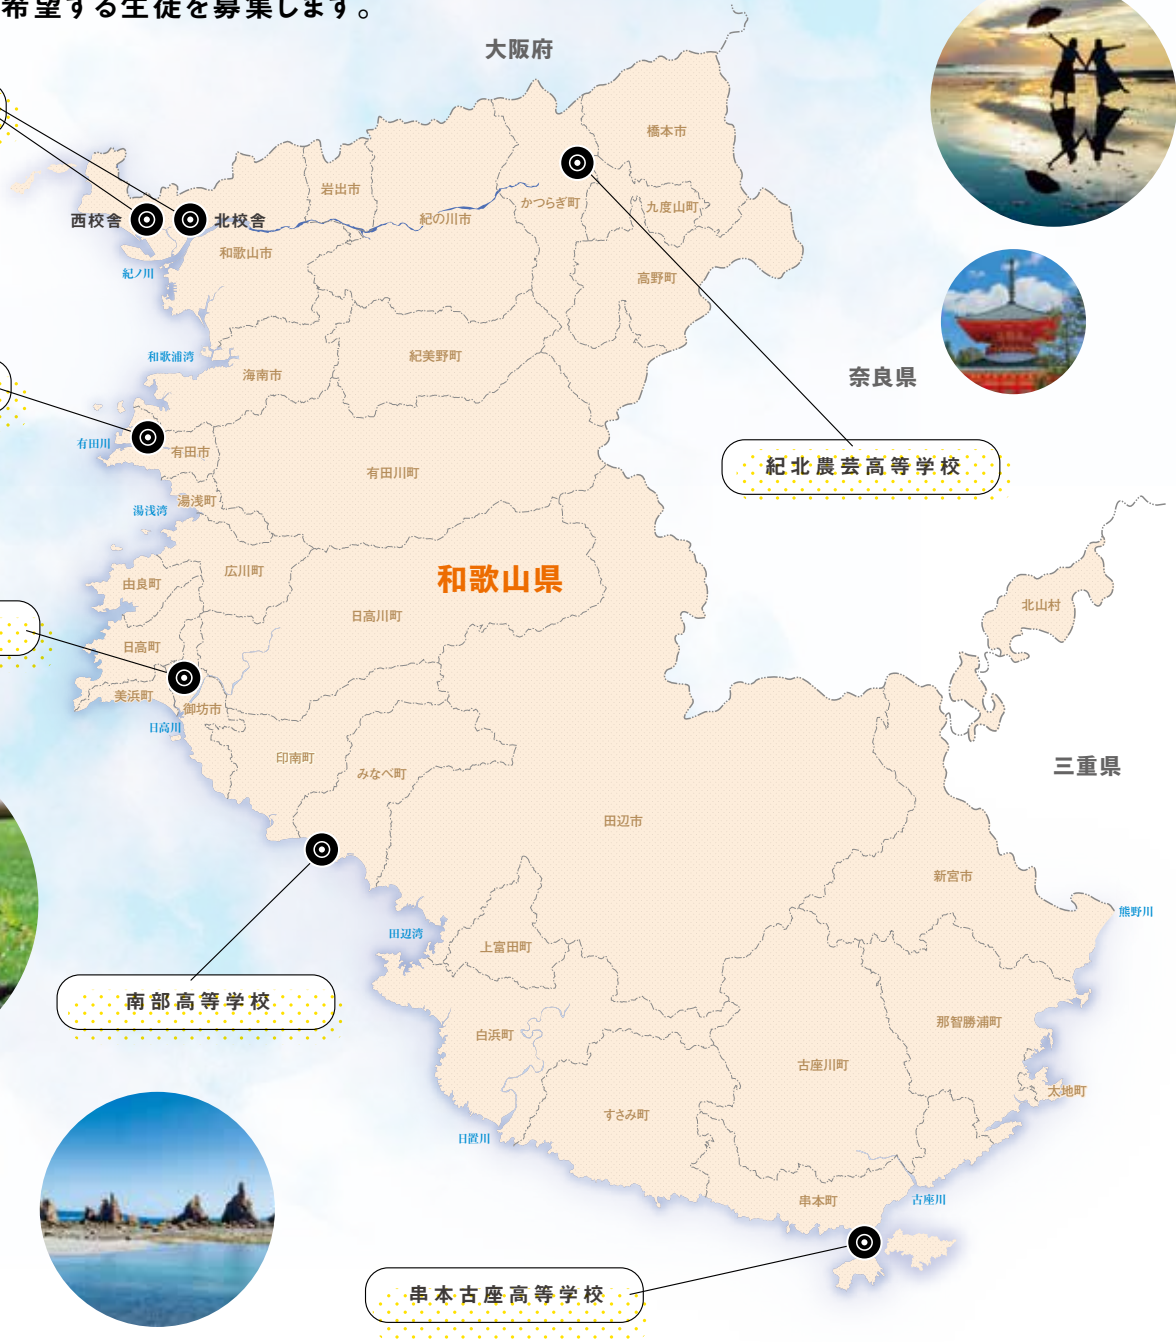 希望する生徒を募集します。
大阪府
橋本市
岩出市
かつらぎ町
九度山町
紀の川市
西校舎
北校舎
和歌山市
紀ノ川
高野町
和歌浦湾
紀美野町
海南市
奈良県
有田川
有田市
紀北農芸高等学校
有田川町
湯浅町
湯浅湾
広川町
和歌山県
由良町
北山村
日高川町
日高町
美浜町
御坊市
日高川
印南町
三重県
みなべ町
田辺市
新宮市
熊野川
田辺湾
上富田町
南部高等学校
那智勝浦町
白浜町
古座川町
太地町
すさみ町
日置川
串本町
古座川
串本古座高等学校